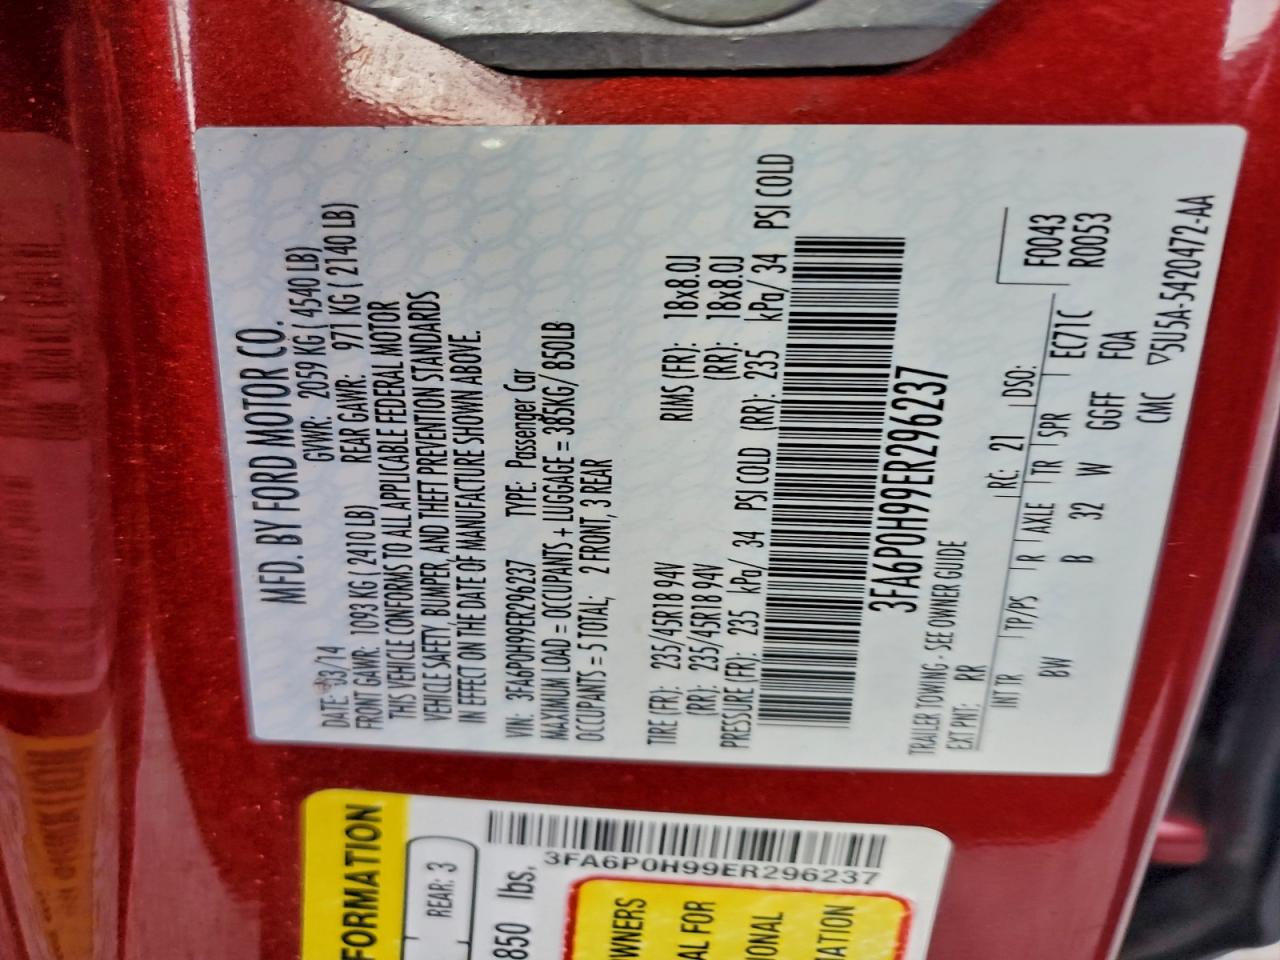 MFD. BY FORD MOTOR CO.
DATE: 03/14 GVWR: 2059 KG ( 4540 LB)
FRONT GAWR: 1093 KG ( 2410 LB) REAR GAWR: 971 KG ( 2140 LB)
THIS VEHICLE CONFORMS TO ALL APPLICABLE FEDERAL MOTOR
VEHICLE SAFETY, BUMPER, AND THEFT PREVENTION STANDARDS
IN EFFECT ON THE DATE OF MANUFACTURE SHOWN ABOVE.
VIN: 3FA6P0H99ER296237 TYPE: Passenger Car
MAXIMUM LOAD = OCCUPANTS + LUGGAGE = 385KG/ 850LB
OCCUPANTS = 5 TOTAL; 2 FRONT, 3 REAR
TIRE (FR): 235/45R18 94V RIMS (FR): 18x8.0J
(RR): 235/45R18 94V (RR): 18x8.0J
PRESSURE (FR): 235 kPa/ 34 PSI COLD (RR): 235 kPa/ 34 PSI COLD
3FA6P0H99ER296237
TRAILER TOWING - SEE OWNER GUIDE
EXT PNT: RR RC: 21 DSO:
INT TR TP/PS R AXLE TR SPR EC71C F0043
R0053
BW B 32 W GGFF FOA
CMC ▽5U5A-5420472-AA
FORMATION
REAR: 3
850 lbs.
3FA6P0H99ER296237
WNERS
AL FOR
IONAL
ATION